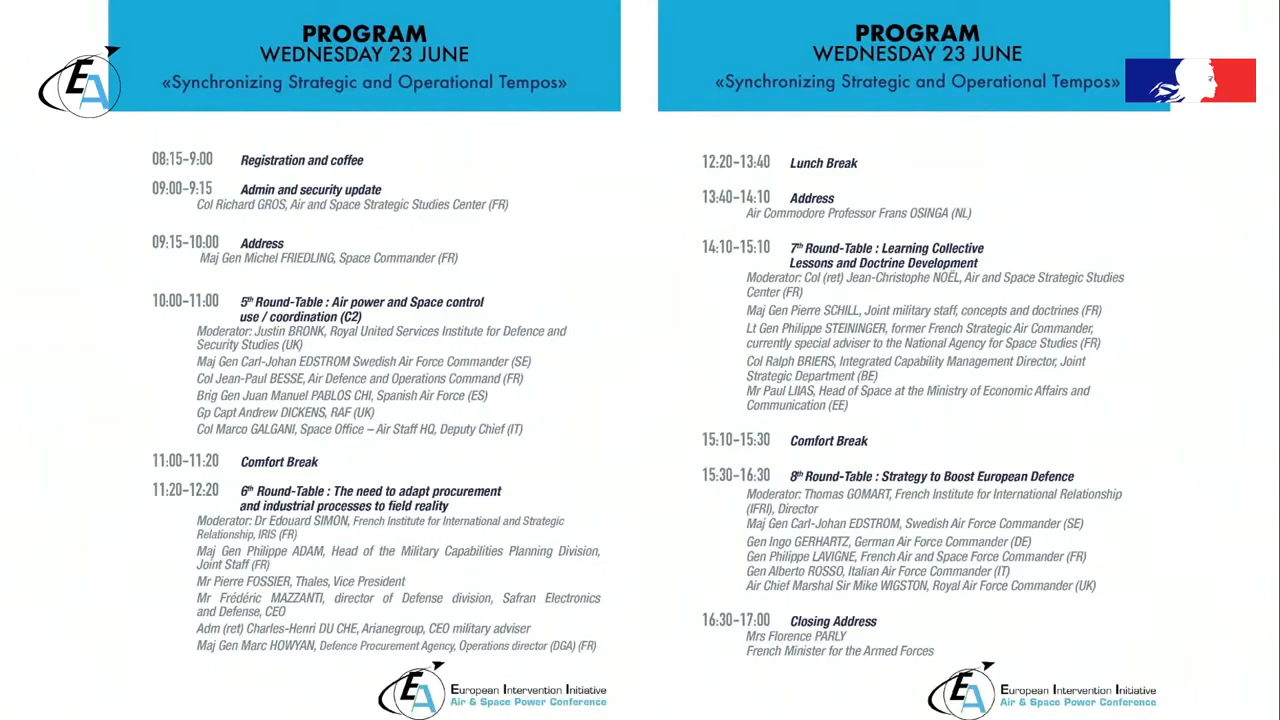 PROGRAM
WEDNESDAY 23 JUNE
«Synchronizing Strategic and Operational Tempos»
EA
08:15-9:00 Registration and coffee
09:00-9:15 Admin and security update
Col Richard GROS, Air and Space Strategic Studies Center (FR)
09:15-10:00 Address
Maj Gen Michel FRIEDLING, Space Commander (FR)
10:00-11:00 5th Round-Table : Air power and Space control
use / coordination (C2)
Moderator: Justin BRONK, Royal United Services Institute for Defence and
Security Studies (UK)
Maj Gen Carl-Johan EDSTROM Swedish Air Force Commander (SE)
Col Jean-Paul BESSE, Air Defence and Operations Command (FR)
Brig Gen Juan Manuel PABLOS CHI, Spanish Air Force (ES)
Gp Capt Andrew DICKENS, RAF (UK)
Col Marco GALGANI, Space Office – Air Staff HQ, Deputy Chief (IT)
11:00-11:20 Comfort Break
11:20-12:20 6th Round-Table : The need to adapt procurement
and industrial processes to field reality
Moderator: Dr Edouard SIMON, French Institute for International and Strategic
Relationship, IRIS (FR)
Maj Gen Philippe ADAM, Head of the Military Capabilities Planning Division,
Joint Staff (FR)
Mr Pierre FOSSIER, Thales, Vice President
Mr Frédéric MAZZANTI, director of Defense division, Safran Electronics
and Defense, CEO
Adm (ret) Charles-Henri DU CHE, Arianegroup, CEO military adviser
Maj Gen Marc HOWYAN, Defence Procurement Agency, Operations director (DGA) (FR)
EA European Intervention Initiative
Air & Space Power Conference
PROGRAM
WEDNESDAY 23 JUNE
«Synchronizing Strategic and Operational Tempos»
12:20-13:40 Lunch Break
13:40-14:10 Address
Air Commodore Professor Frans OSINGA (NL)
14:10-15:10 7th Round-Table : Learning Collective
Lessons and Doctrine Development
Moderator: Col (ret) Jean-Christophe NOËL, Air and Space Strategic Studies
Center (FR)
Maj Gen Pierre SCHILL, Joint military staff, concepts and doctrines (FR)
Lt Gen Philippe STEININGER, former French Strategic Air Commander,
currently special adviser to the National Agency for Space Studies (FR)
Col Ralph BRIERS, Integrated Capability Management Director, Joint
Strategic Department (BE)
Mr Paul LIIAS, Head of Space at the Ministry of Economic Affairs and
Communication (EE)
15:10-15:30 Comfort Break
15:30-16:30 8th Round-Table : Strategy to Boost European Defence
Moderator: Thomas GOMART, French Institute for International Relationship
(IFRI), Director
Maj Gen Carl-Johan EDSTROM, Swedish Air Force Commander (SE)
Gen Ingo GERHARTZ, German Air Force Commander (DE)
Gen Philippe LAVIGNE, French Air and Space Force Commander (FR)
Gen Alberto ROSSO, Italian Air Force Commander (IT)
Air Chief Marshal Sir Mike WIGSTON, Royal Air Force Commander (UK)
16:30-17:00 Closing Address
Mrs Florence PARLY
French Minister for the Armed Forces
EA European Intervention Initiative
Air & Space Power Conference